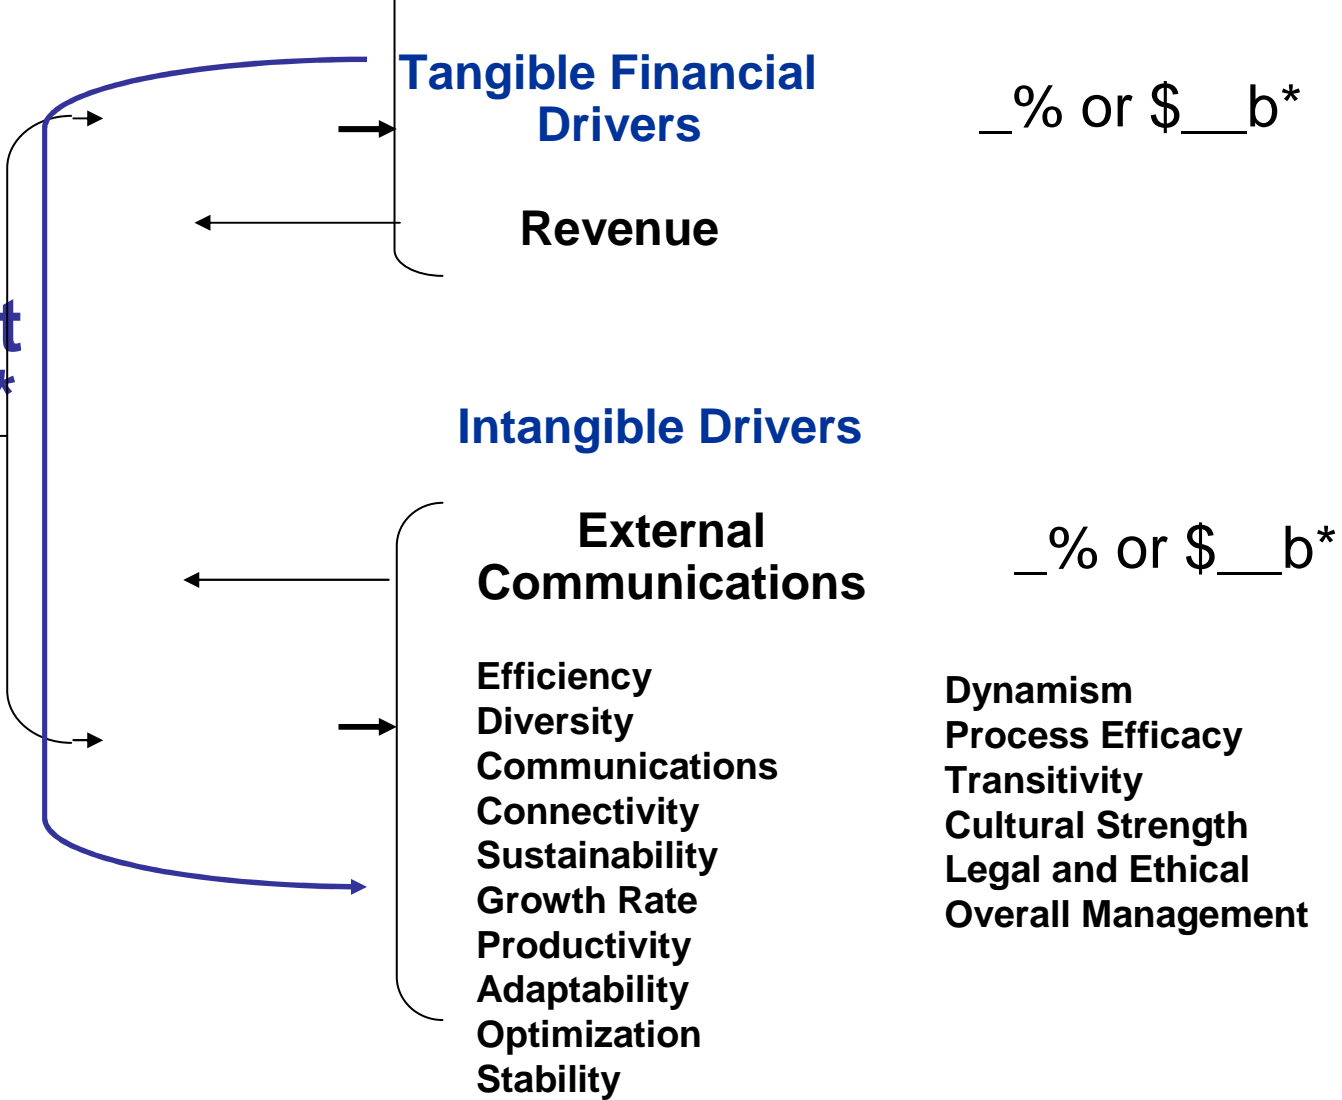 Tangible Financial
Drivers
_% or $__b*
Revenue
t
*
Intangible Drivers
External
Communications
_% or $__b*
Efficiency
Diversity
Communications
Connectivity
Sustainability
Growth Rate
Productivity
Adaptability
Optimization
Stability
Dynamism
Process Efficacy
Transitivity
Cultural Strength
Legal and Ethical
Overall Management